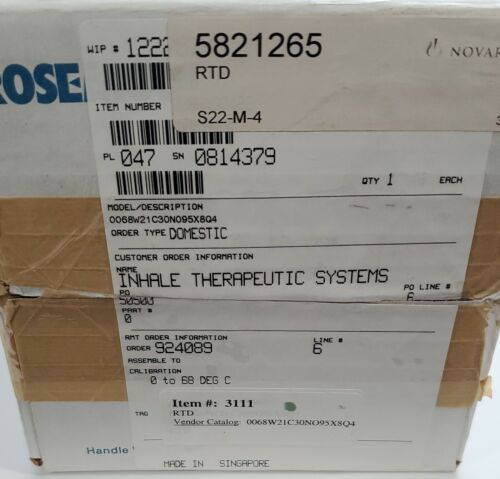 WIP # 1222
5821265
RTD
S22-M-4
NOVAR
ROSE
ITEM NUMBER
PL 047 SN 0814379
QTY 1 EACH
MODEL/DESCRIPTION
0068W21C30N095X8Q4
ORDER TYPE DOMESTIC
CUSTOMER ORDER INFORMATION
NAME
INHALE THERAPEUTIC SYSTEMS
PO
PO LINE #
50500
6
PART #
0
RMT ORDER INFORMATION
ORDER 924089
LINE #
6
ASSEMBLE TO
CALIBRATION
0 to 68 DEG C
TAG
Item #: 3111
RTD
Vendor Catalog: 0068W21C30NO95X8Q4
Handle
MADE IN SINGAPORE